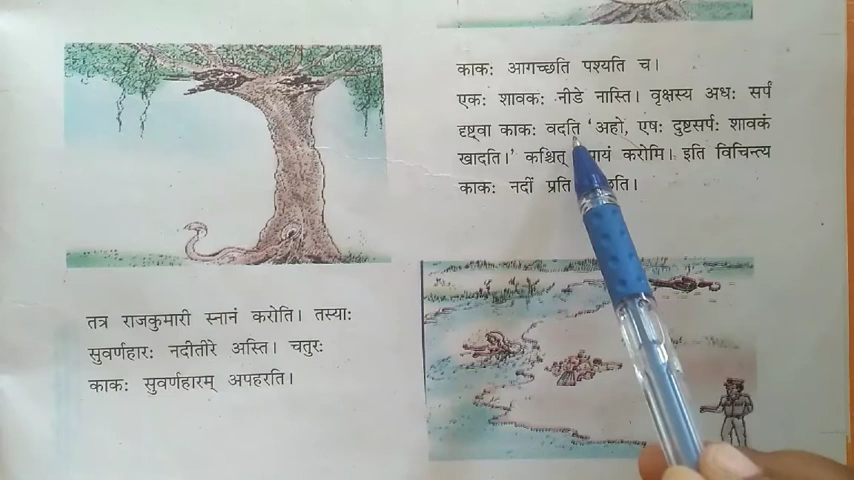 काकः आगच्छति पश्यति च।
एकः शावकः नीडे नास्ति। वृक्षस्य अधः सर्पं
दृष्ट्वा काकः वदति ‘अहो, एषः दुष्टसर्पः शावकं
खादति।’ कश्चित् करोमि। इति विचिन्त्य
काकः नदीं प्रति
तत्र राजकुमारी स्नानं करोति। तस्याः
सुवर्णहारः नदीतीरे अस्ति। चतुरः
काकः सुवर्णहारम् अपहरति।